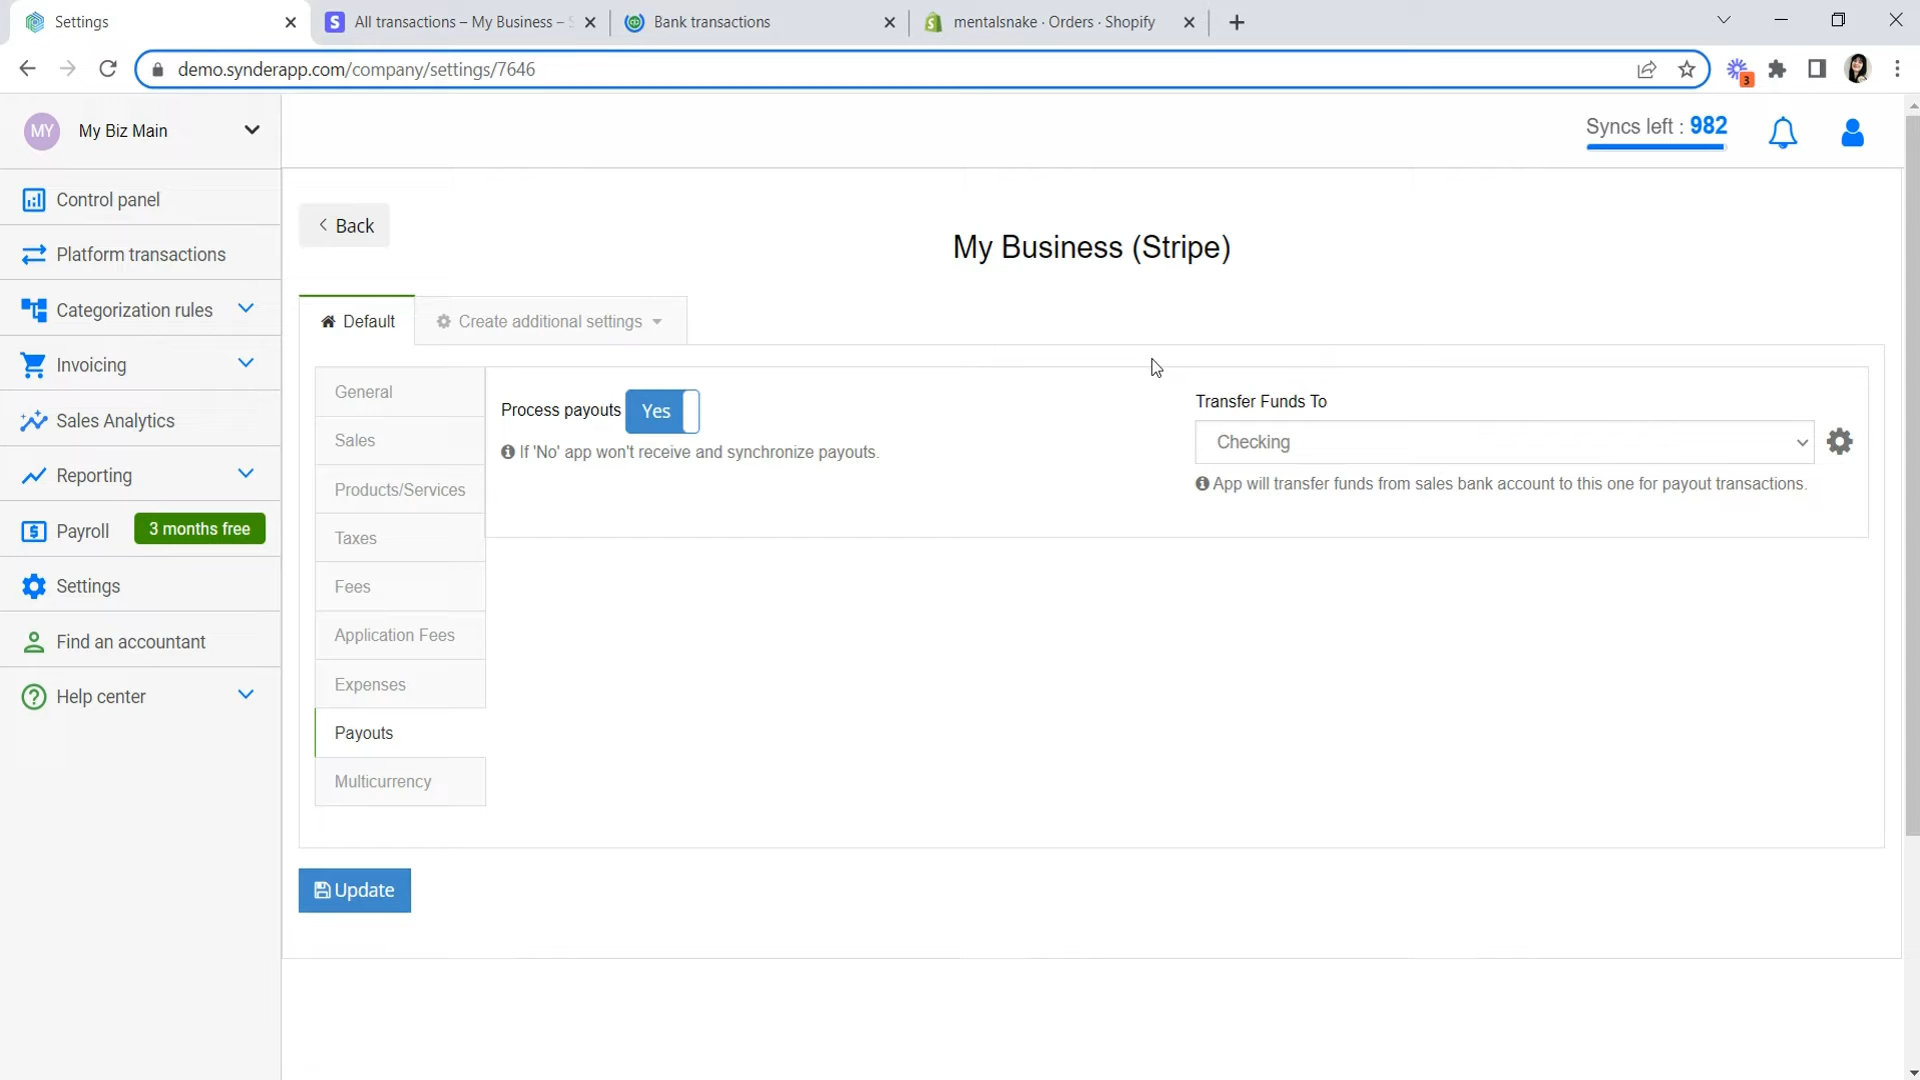 Settings
All transactions – My Business –
Bank transactions
mentalsnake · Orders · Shopify
demo.synderapp.com/company/settings/7646
3
MY
My Biz Main
Syncs left : 982
Control panel
Platform transactions
Categorization rules
Invoicing
Sales Analytics
Reporting
Payroll
3 months free
Settings
Find an accountant
Help center
Back
My Business (Stripe)
Default
Create additional settings
General
Sales
Products/Services
Taxes
Fees
Application Fees
Expenses
Payouts
Multicurrency
Process payouts Yes
If 'No' app won't receive and synchronize payouts.
Transfer Funds To
Checking
App will transfer funds from sales bank account to this one for payout transactions.
Update